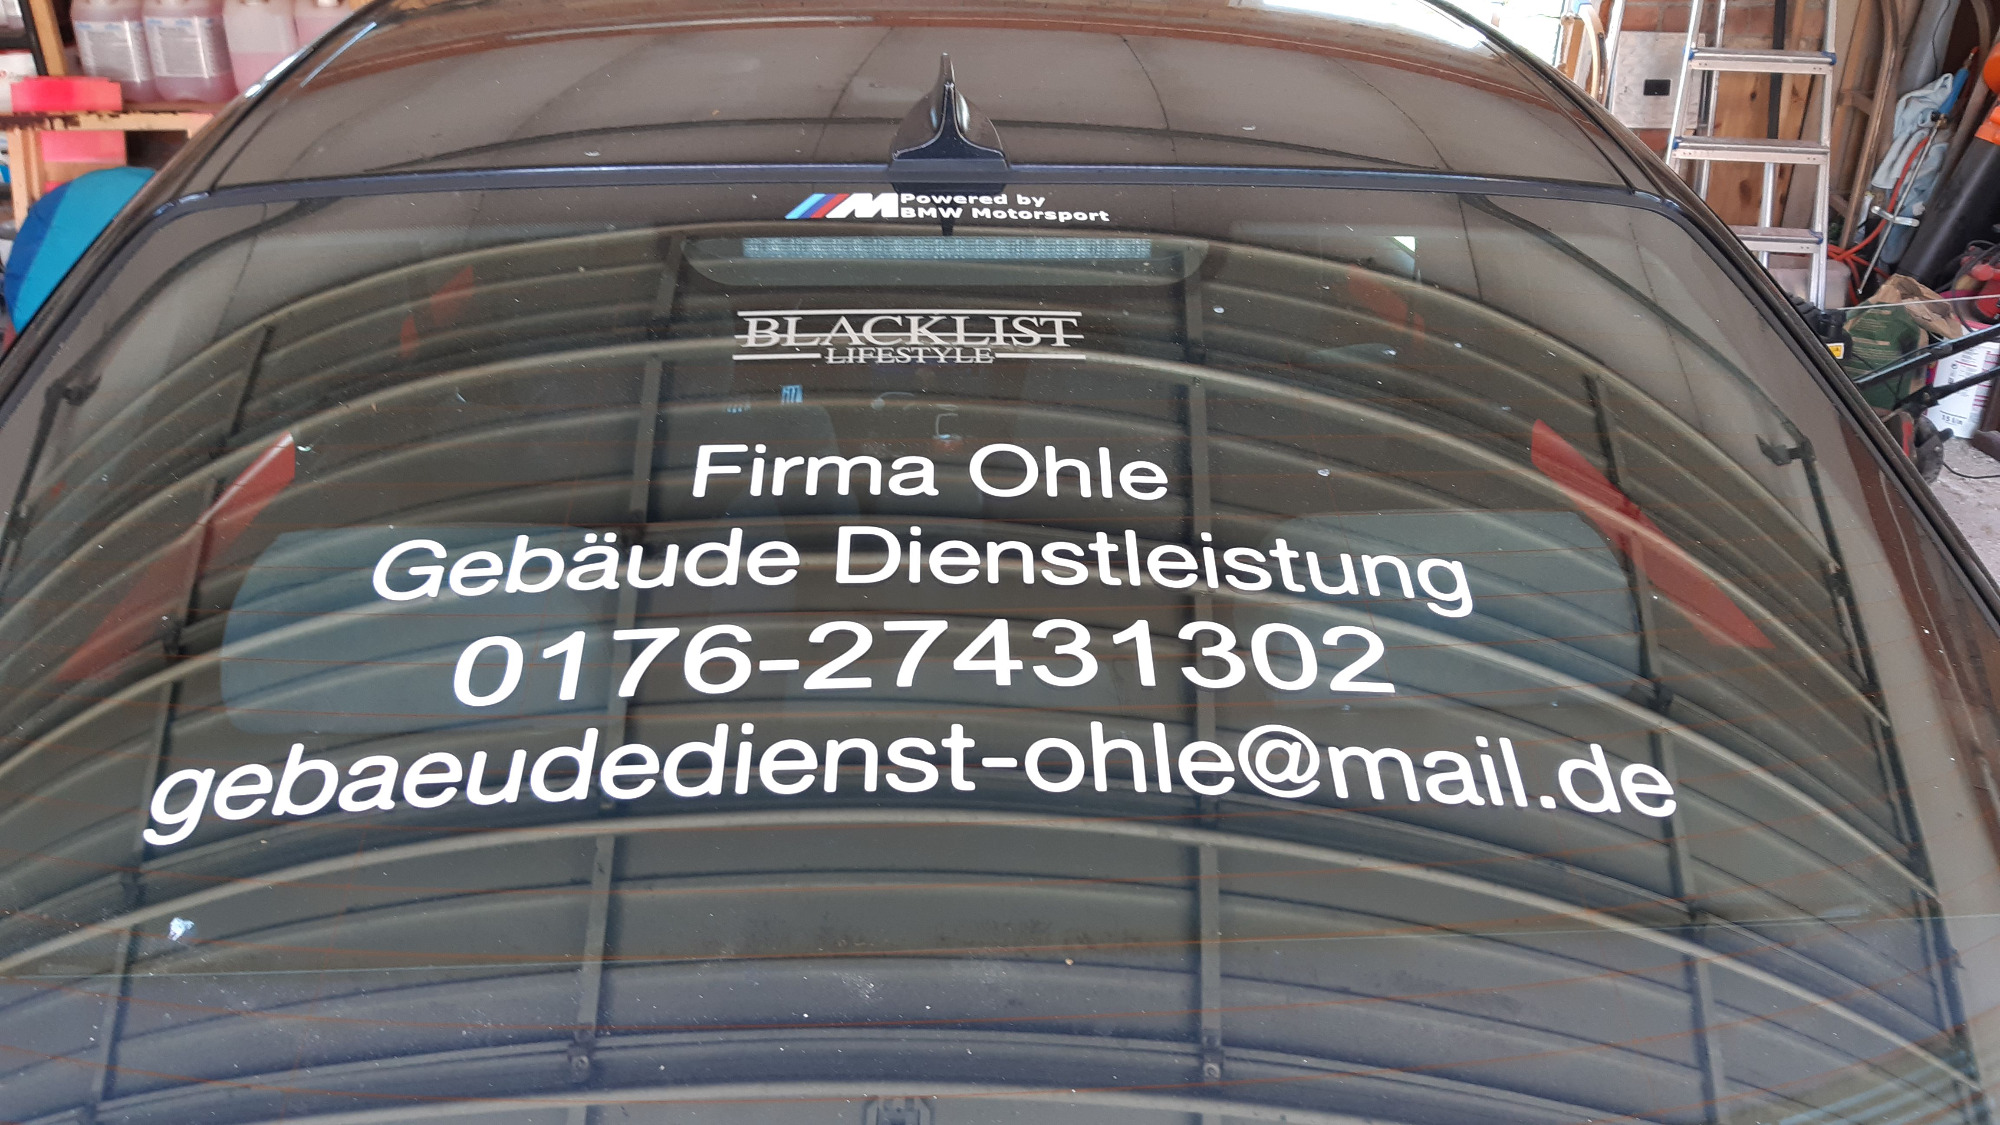 M Powered by
BMW Motorsport
BLACKLIST
LIFESTYLE
Firma Ohle
Gebäude Dienstleistung
0176-27431302
gebaeudedienst-ohle@mail.de